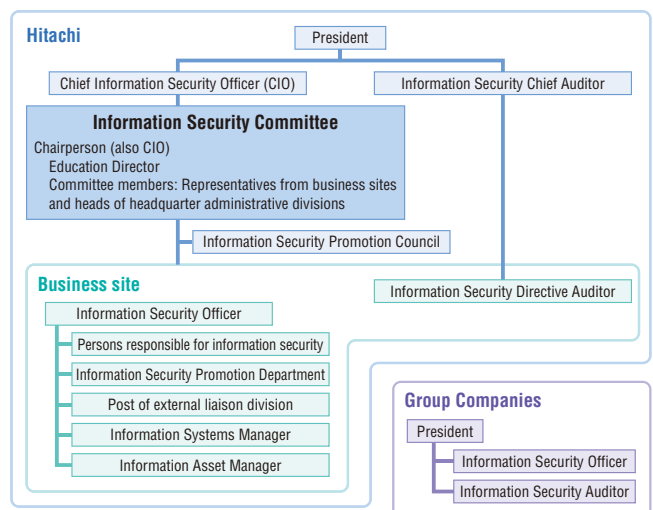 Hitachi
President
Chief Information Security Officer (CIO)
Information Security Chief Auditor
Information Security Committee
Chairperson (also CIO)
Education Director
Committee members: Representatives from business sites
and heads of headquarter administrative divisions
Information Security Promotion Council
Business site
Information Security Directive Auditor
Information Security Officer
Persons responsible for information security
Information Security Promotion Department
Post of external liaison division
Information Systems Manager
Information Asset Manager
Group Companies
President
Information Security Officer
Information Security Auditor